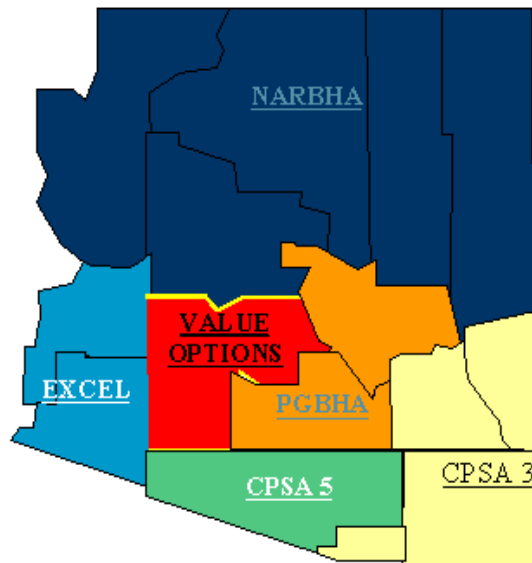 NARBHA
VALUE
OPTIONS
EXCEL
PGBHA
CPSA 5
CPSA 3